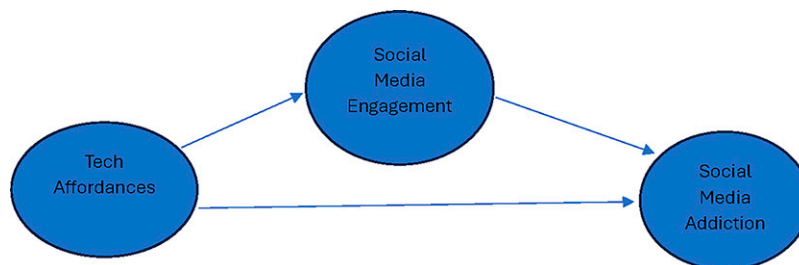 Social
Media
Engagement
Tech
Affordances
Social
Media
Addiction